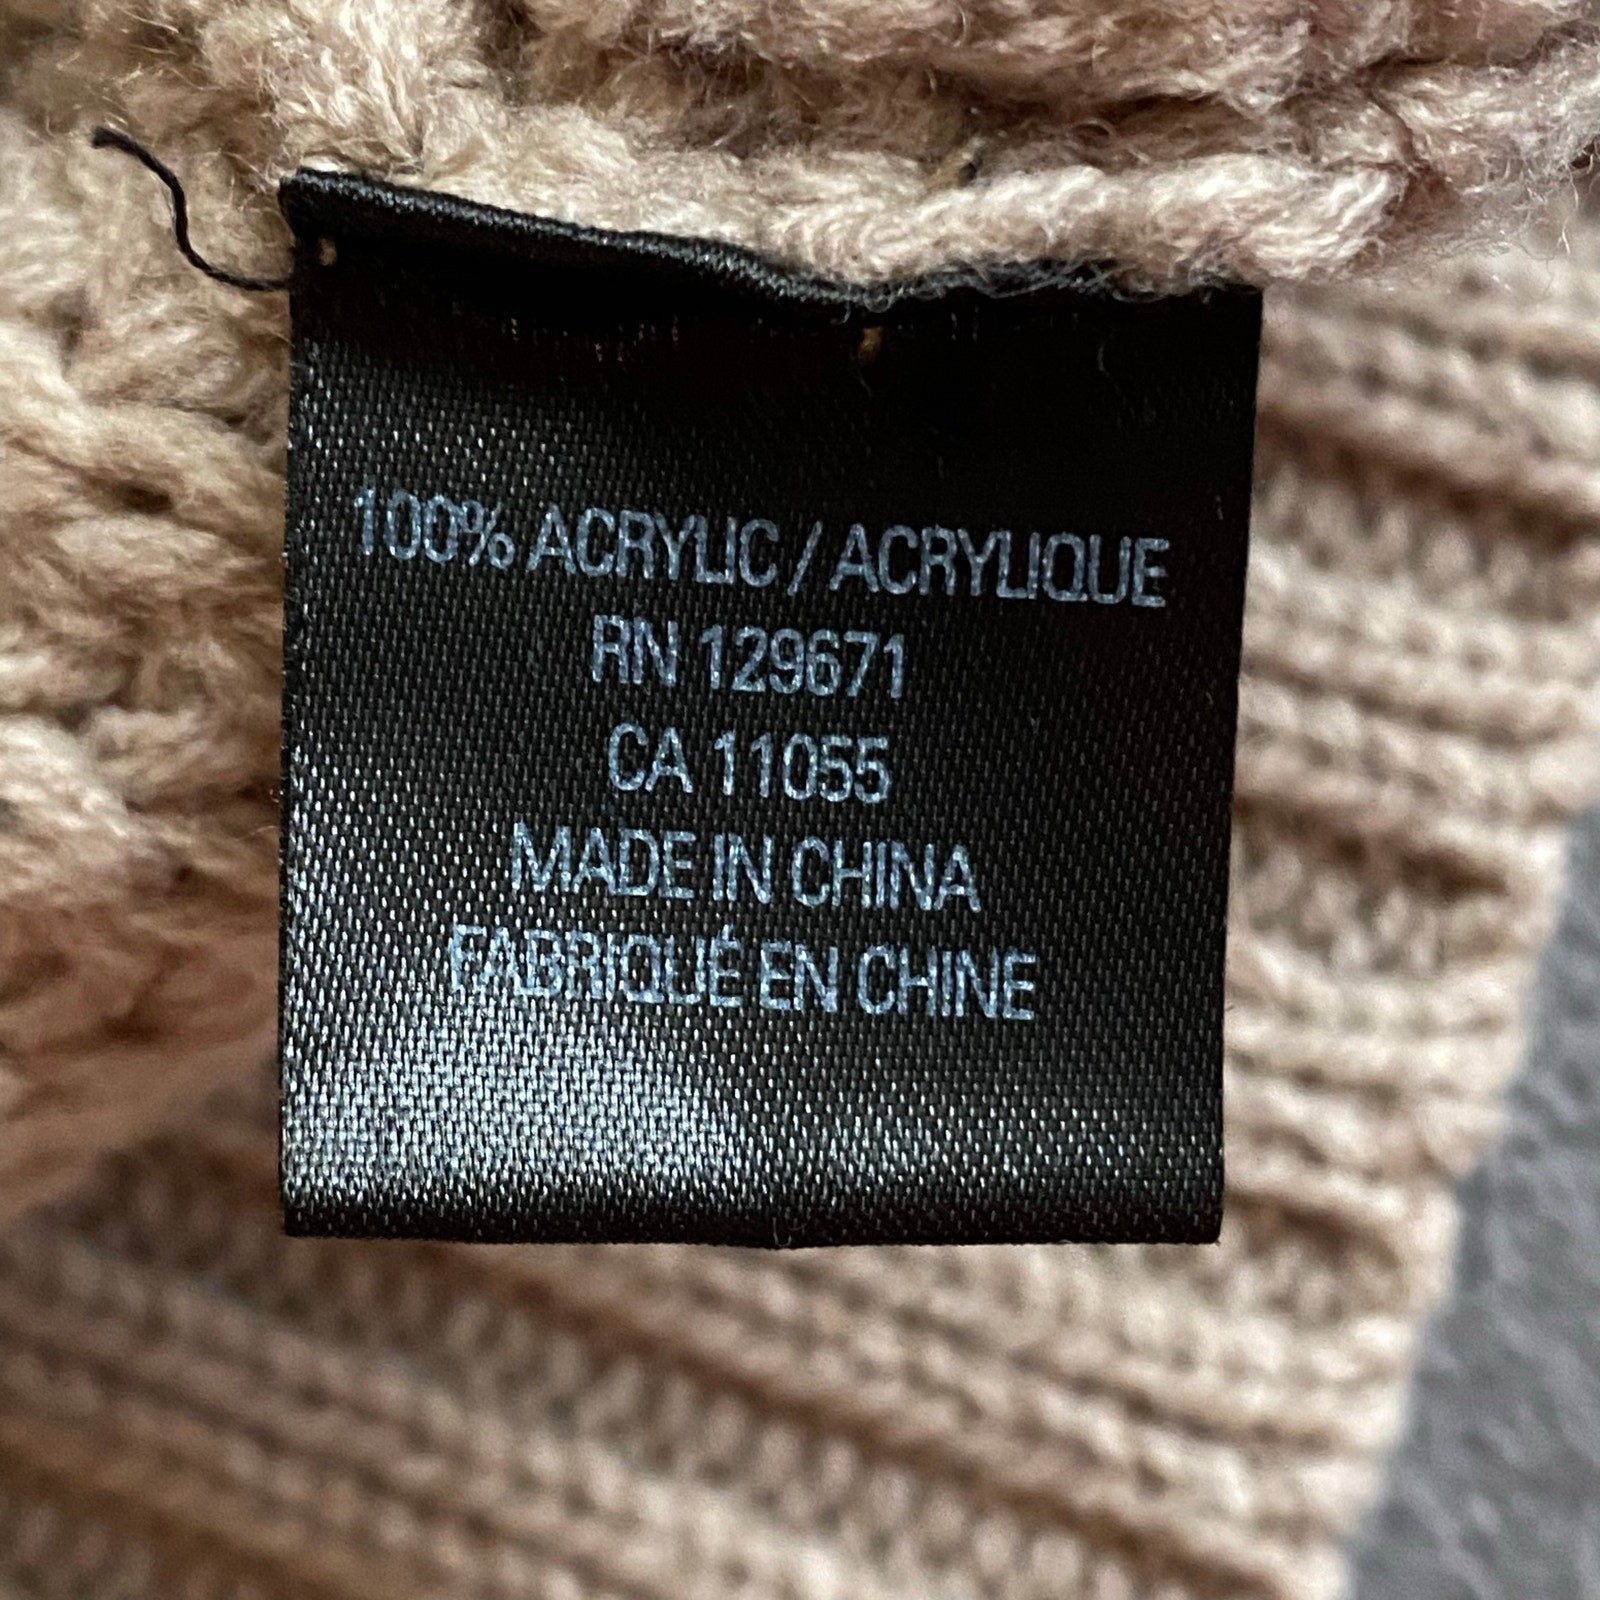 100% ACRYLIC / ACRYLIQUE
RN 129671
CA 11055
MADE IN CHINA
FABRIQUÉ EN CHINE